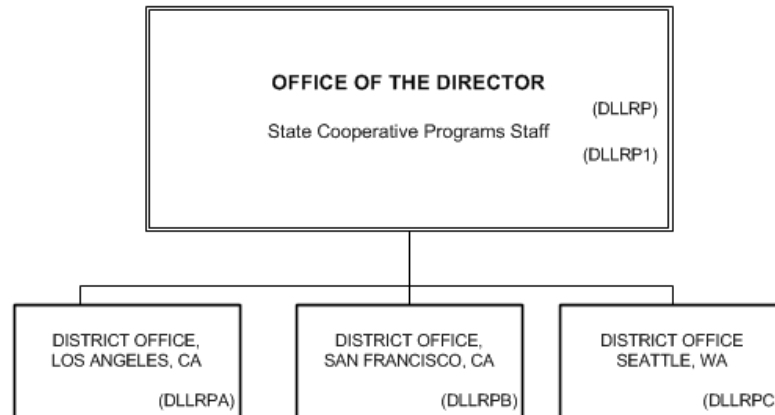 OFFICE OF THE DIRECTOR
(DLLRP)
State Cooperative Programs Staff
(DLLRP1)
DISTRICT OFFICE,
LOS ANGELES, CA
(DLLRPA)
DISTRICT OFFICE,
SAN FRANCISCO, CA
(DLLRPB)
DISTRICT OFFICE
SEATTLE, WA
(DLLRPC